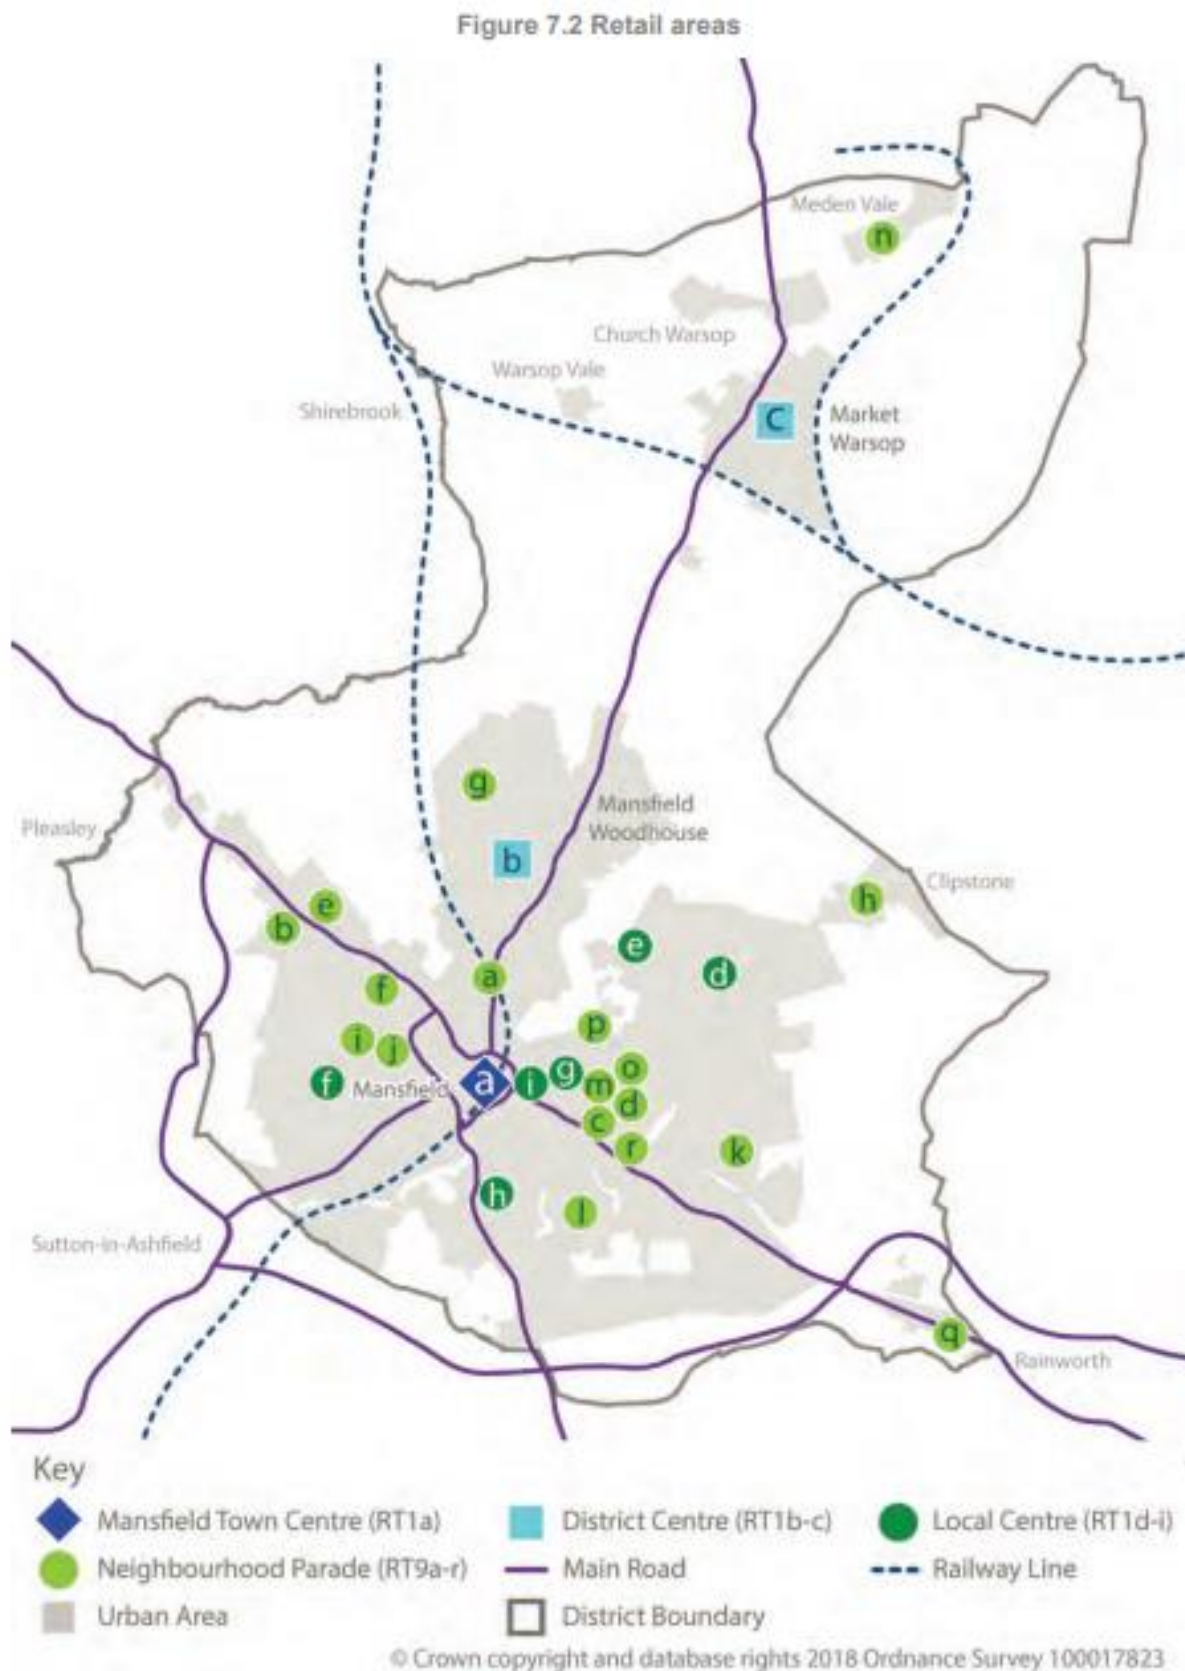 Figure 7.2 Retail areas
Meden Vale
n
Church Warsop
Warsop Vale
Shirebrook
C
Market
Warsop
g
Mansfield
Woodhouse
Pleasley
b
Clipstone
h
e
b
e
d
a
f
p
i
j
g
o
f
Mansfield
a
i
m
d
c
r
k
h
l
Sutton-in-Ashfield
q
Rainworth
Key
Mansfield Town Centre (RT1a)
District Centre (RT1b-c)
Local Centre (RT1d-i)
Neighbourhood Parade (RT9a-r)
Main Road
Railway Line
Urban Area
District Boundary
© Crown copyright and database rights 2018 Ordnance Survey 100017823